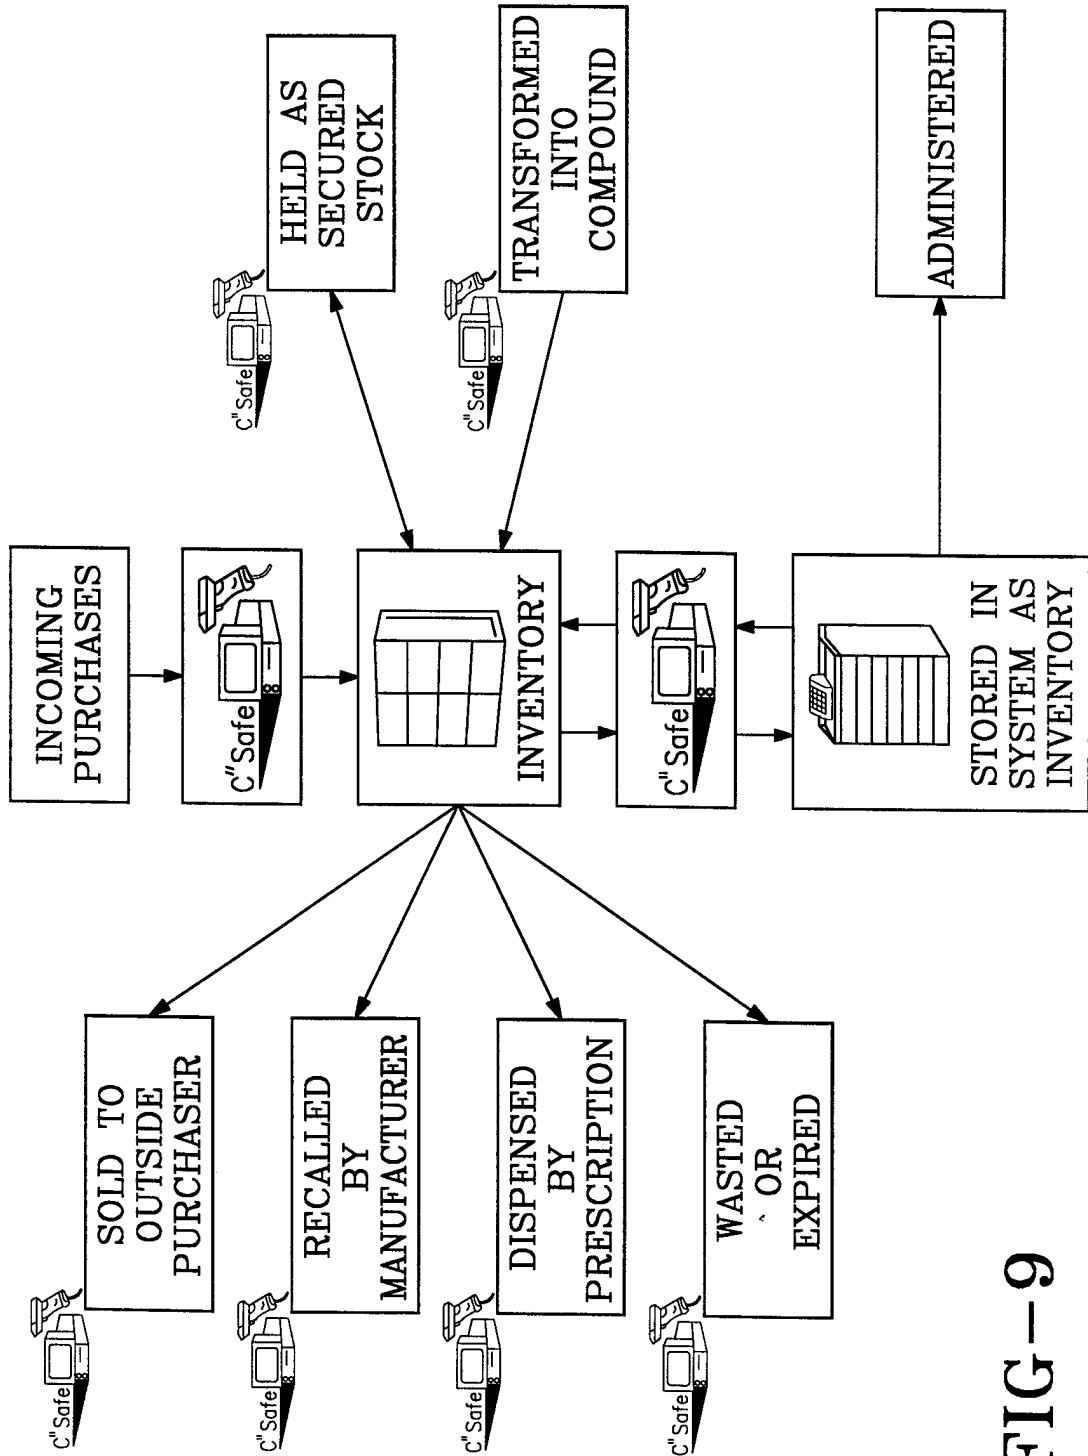 INCOMING
PURCHASES
C" Safe
SOLD TO
OUTSIDE
PURCHASER
C" Safe
RECALLED
BY
MANUFACTURER
C" Safe
DISPENSED
BY
PRESCRIPTION
C" Safe
WASTED
OR
EXPIRED
C" Safe
INVENTORY
HELD AS
SECURED
STOCK
C" Safe
TRANSFORMED
INTO
COMPOUND
C" Safe
C" Safe
STORED IN
SYSTEM AS
INVENTORY
ADMINISTERED
FIG-9